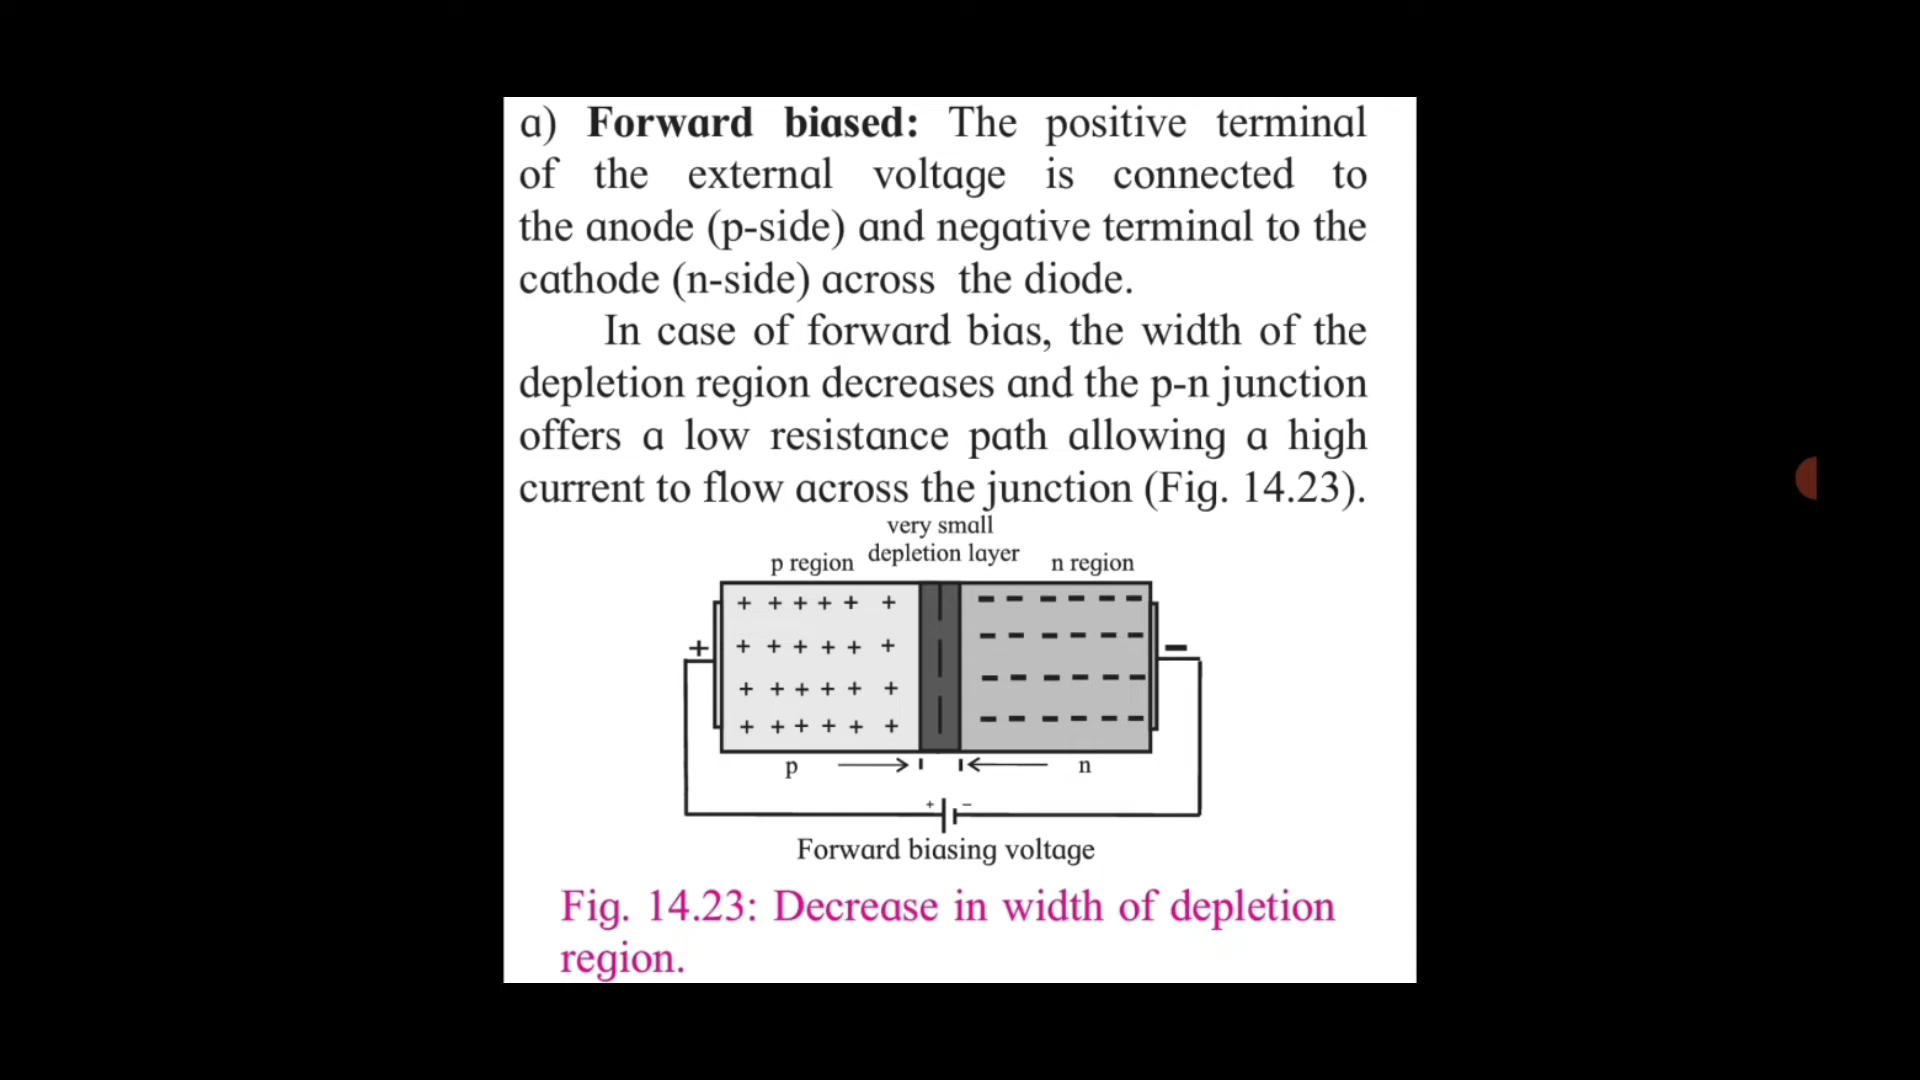 a) Forward biased: The positive terminal
of the external voltage is connected to
the anode (p-side) and negative terminal to the
cathode (n-side) across the diode.
In case of forward bias, the width of the
depletion region decreases and the p-n junction
offers a low resistance path allowing a high
current to flow across the junction (Fig. 14.23).
very small
depletion layer
p region
n region
+ + + + + + 
+ + + + + +
+ + + + + +
+ + + + + +
− − − − − −
− − − − − −
− − − − − −
− − − − − −
+
−
p
n
+ −
Forward biasing voltage
Fig. 14.23: Decrease in width of depletion
region.